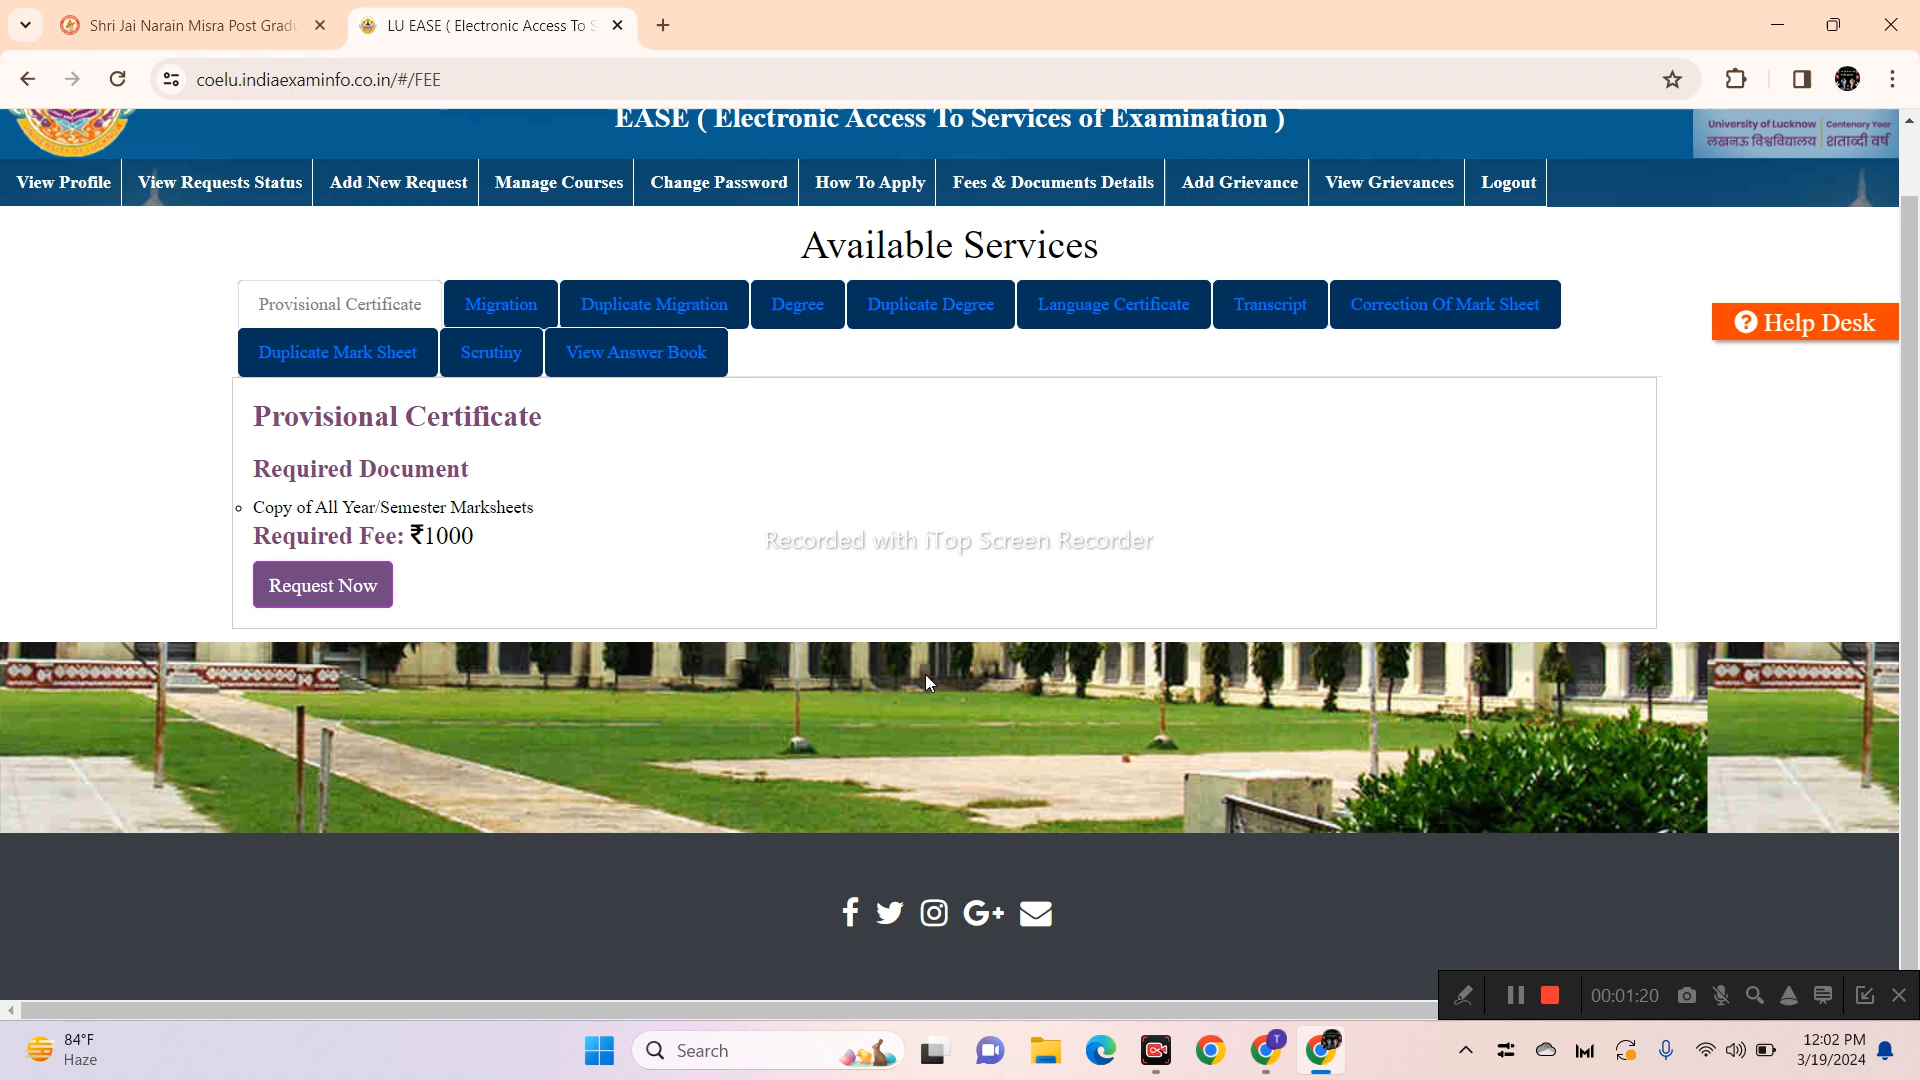 Shri Jai Narain Misra Post Gradu
LU EASE ( Electronic Access To S
coelu.indiaexaminfo.co.in/#/FEE
EASE ( Electronic Access To Services of Examination )
University of Lucknow | Centenary Year
लखनऊ विश्वविद्यालय | शताब्दी वर्ष
View Profile
View Requests Status
Add New Request
Manage Courses
Change Password
How To Apply
Fees & Documents Details
Add Grievance
View Grievances
Logout
Available Services
Provisional Certificate
Migration
Duplicate Migration
Degree
Duplicate Degree
Language Certificate
Transcript
Correction Of Mark Sheet
Help Desk
Duplicate Mark Sheet
Scrutiny
View Answer Book
Provisional Certificate
Required Document
Copy of All Year/Semester Marksheets
Required Fee: ₹1000
Recorded with iTop Screen Recorder
Request Now
00:01:20
84°F
Haze
Search
12:02 PM
3/19/2024